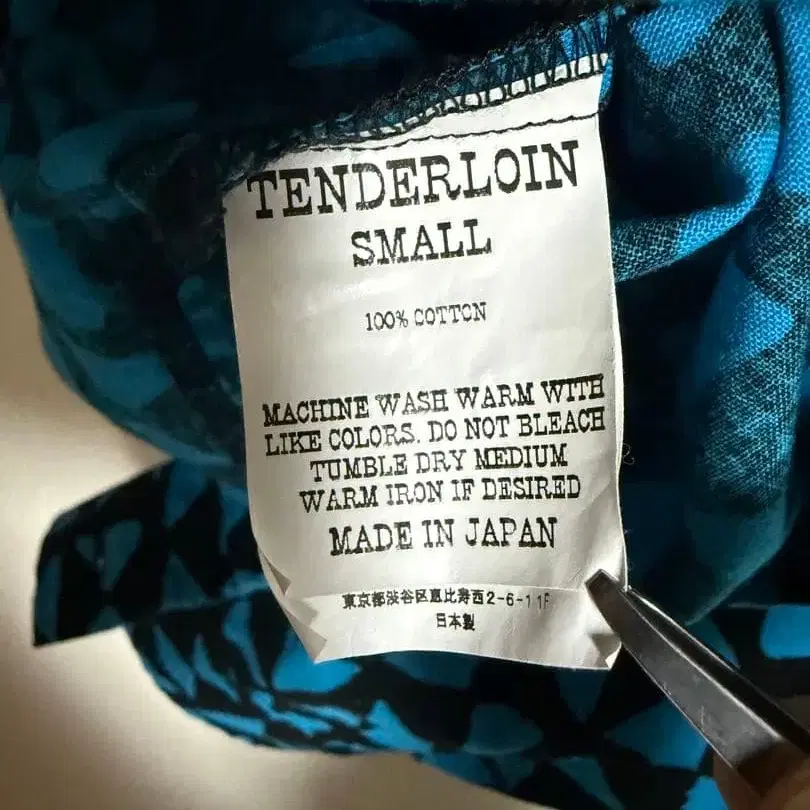 TENDERLOIN
SMALL
100% COTTON
MACHINE WASH WARM WITH
LIKE COLORS. DO NOT BLEACH
TUMBLE DRY MEDIUM
WARM IRON IF DESIRED
MADE IN JAPAN
東京都渋谷区恵比寿西2-6-1 1F
日本製